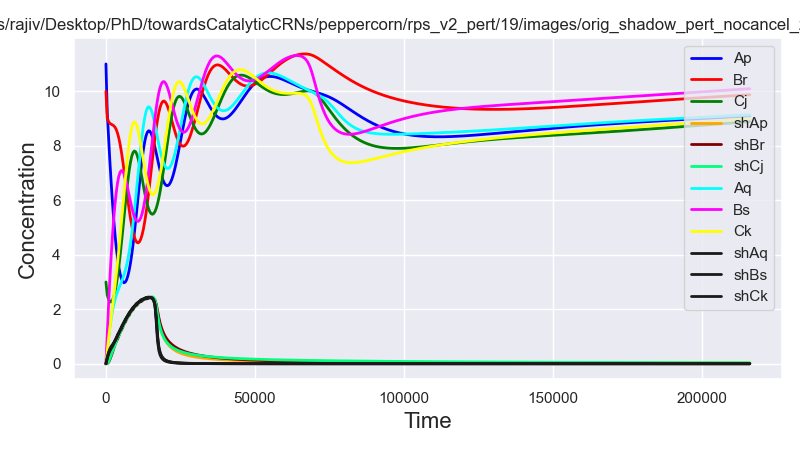 s/rajiv/Desktop/PhD/towardsCatalyticCRNs/peppercorn/rps_v2_pert/19/images/orig_shadow_pert_nocancel_
Concentration
10
8
6
4
2
0
Ap
Br
Cj
shAp
shBr
shCj
Aq
Bs
Ck
shAq
shBs
shCk
0 50000 100000 150000 200000
Time